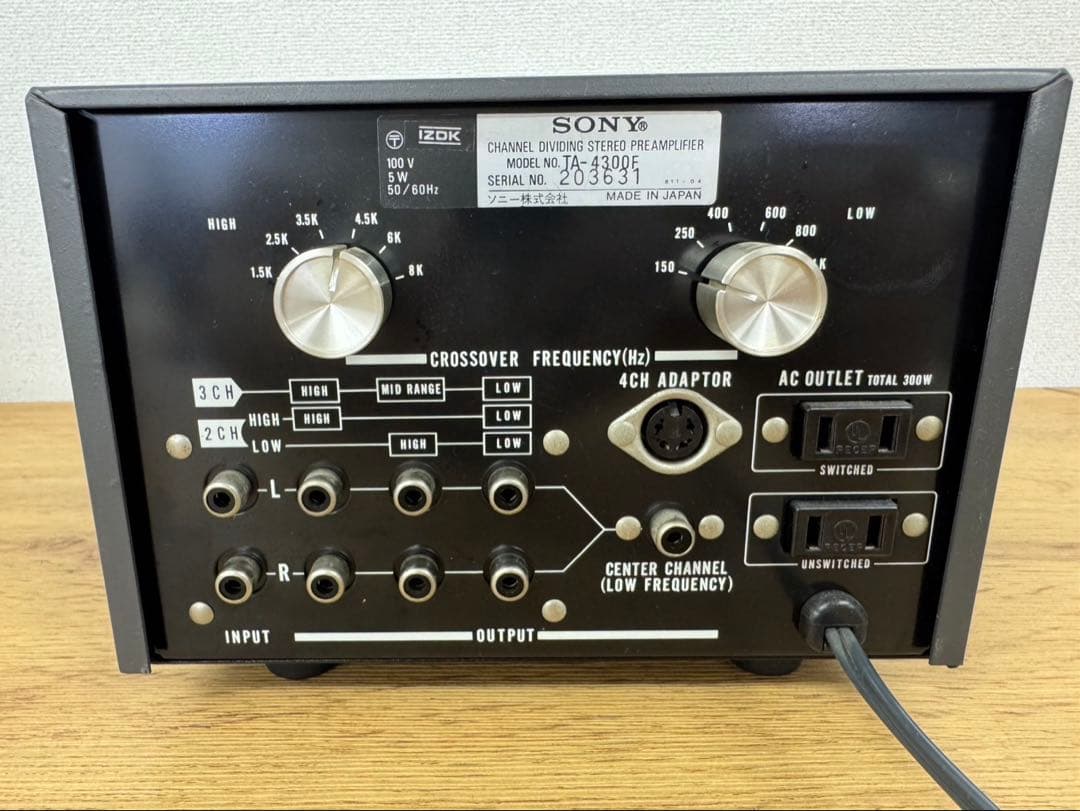 〒 IZDK
100 V
5 W
50/60Hz
SONY®
CHANNEL DIVIDING STEREO PREAMPLIFIER
MODEL NO. TA-4300F
SERIAL NO. 203631
ソニー株式会社 MADE IN JAPAN
HIGH
1.5K 2.5K 3.5K 4.5K 6K 8K
LOW
150 250 400 600 800 1K
CROSSOVER FREQUENCY(Hz)
3CH HIGH MID RANGE LOW
2CH
HIGH HIGH LOW
LOW HIGH LOW
L
R
INPUT OUTPUT
4CH ADAPTOR
CENTER CHANNEL
(LOW FREQUENCY)
AC OUTLET TOTAL 300W
RECEP
SWITCHED
RECEP
UNSWITCHED